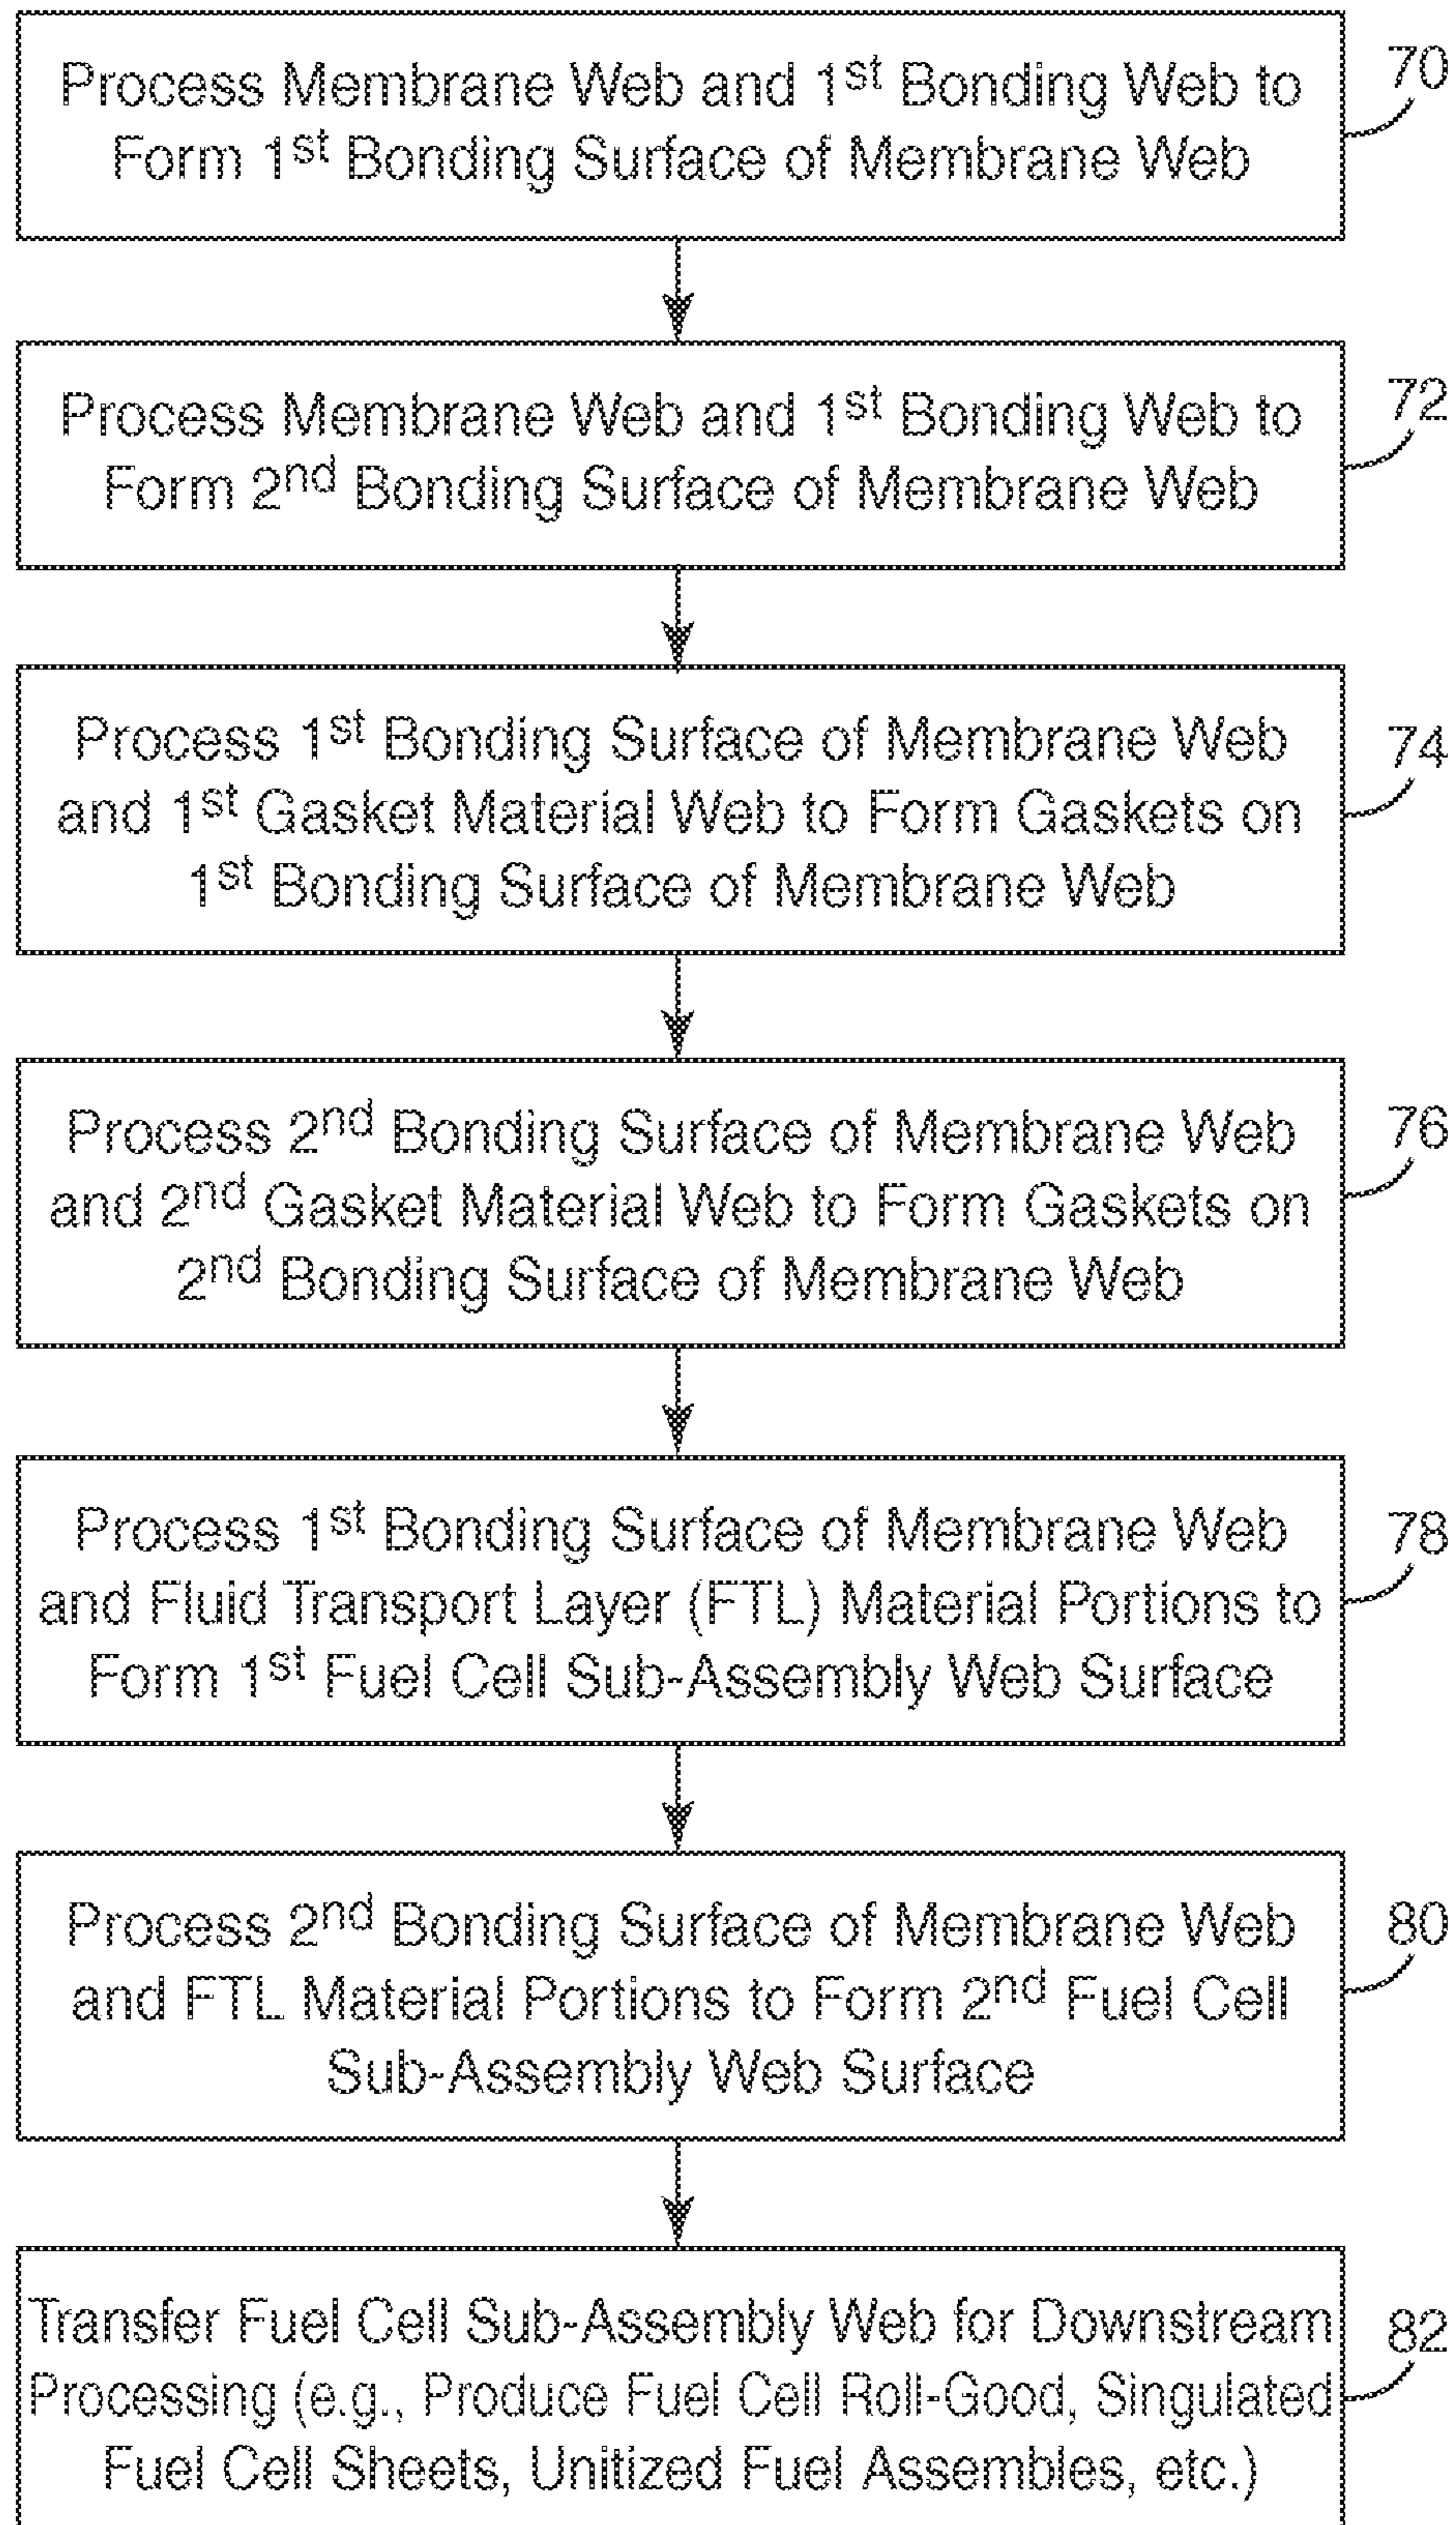 Process Membrane Web and 1st Bonding Web to
Form 1st Bonding Surface of Membrane Web
70
Process Membrane Web and 1st Bonding Web to
Form 2nd Bonding Surface of Membrane Web
72
Process 1st Bonding Surface of Membrane Web
and 1st Gasket Material Web to Form Gaskets on
1st Bonding Surface of Membrane Web
74
Process 2nd Bonding Surface of Membrane Web
and 2nd Gasket Material Web to Form Gaskets on
2nd Bonding Surface of Membrane Web
76
Process 1st Bonding Surface of Membrane Web
and Fluid Transport Layer (FTL) Material Portions to
Form 1st Fuel Cell Sub-Assembly Web Surface
78
Process 2nd Bonding Surface of Membrane Web
and FTL Material Portions to Form 2nd Fuel Cell
Sub-Assembly Web Surface
80
Transfer Fuel Cell Sub-Assembly Web for Downstream
Processing (e.g., Produce Fuel Cell Roll-Good, Singulated
Fuel Cell Sheets, Unitized Fuel Assembles, etc.)
82